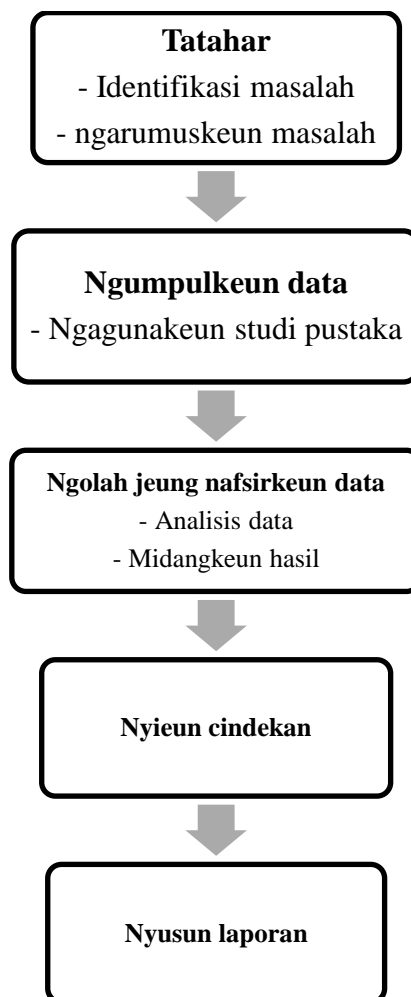 Tatahar
- Identifikasi masalah
- ngarumuskeun masalah
Ngumpulkeun data
- Ngagunakeun studi pustaka
Ngolah jeung nafsirkeun data
- Analisis data
- Midangkeun hasil
Nyieun cindekan
Nyusun laporan